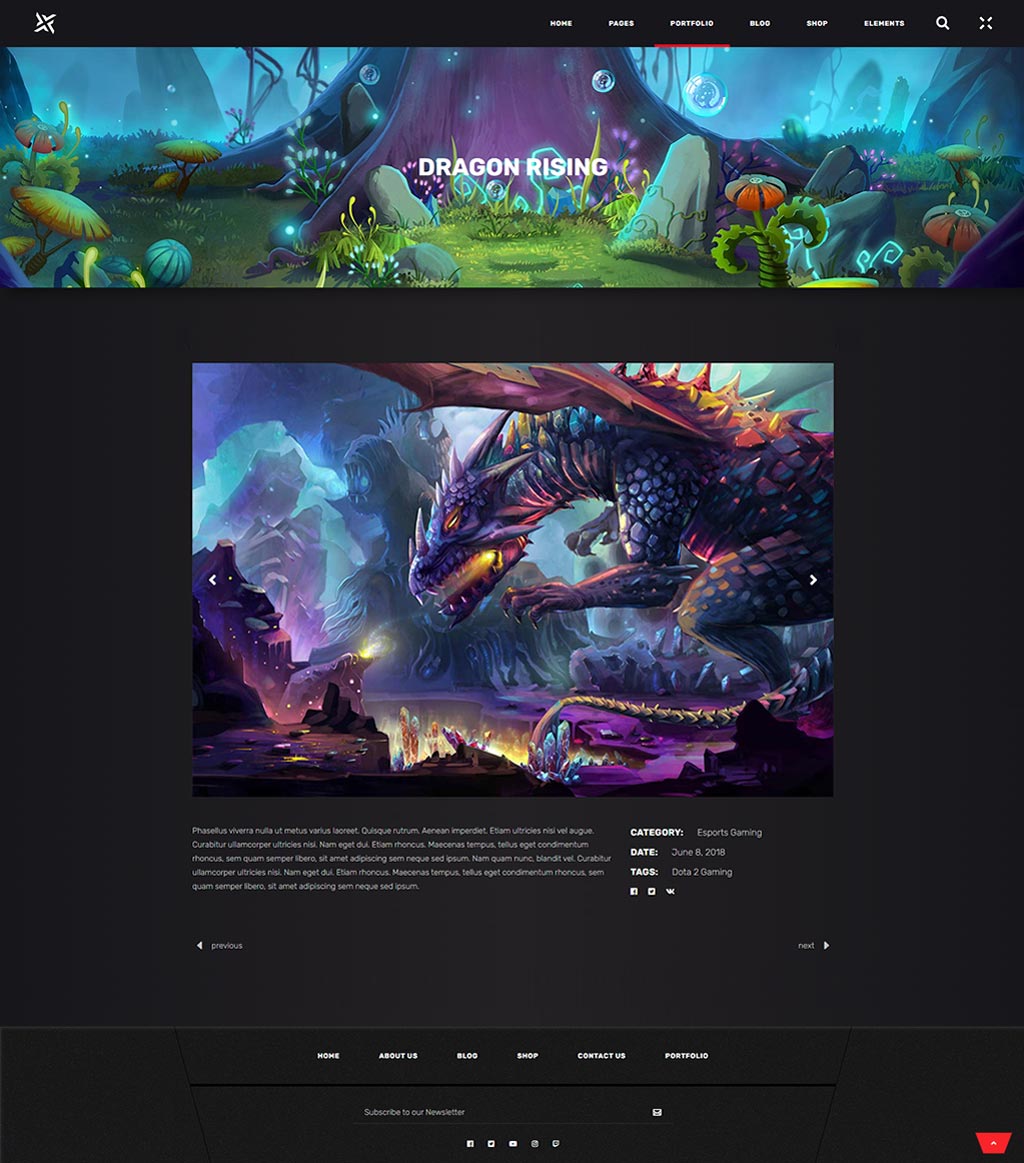 HOME PAGES PORTFOLIO BLOG SHOP ELEMENTS
DRAGON RISING
Phasellus viverra nulla ut metus varius laoreet. Quisque rutrum. Aenean imperdiet. Etiam ultricies nisi vel augue.
Curabitur ullamcorper ultricies nisi. Nam eget dui. Etiam rhoncus. Maecenas tempus, tellus eget condimentum
rhoncus, sem quam semper libero, sit amet adipiscing sem neque sed ipsum. Nam quam nunc, blandit vel. Curabitur
ullamcorper ultricies nisi. Nam eget dui. Etiam rhoncus. Maecenas tempus, tellus eget condimentum rhoncus, sem
quam semper libero, sit amet adipiscing sem neque sed ipsum.
CATEGORY: Esports Gaming
DATE: June 8, 2018
TAGS: Dota 2 Gaming
previous
next
HOME ABOUT US BLOG SHOP CONTACT US PORTFOLIO
Subscribe to our Newsletter